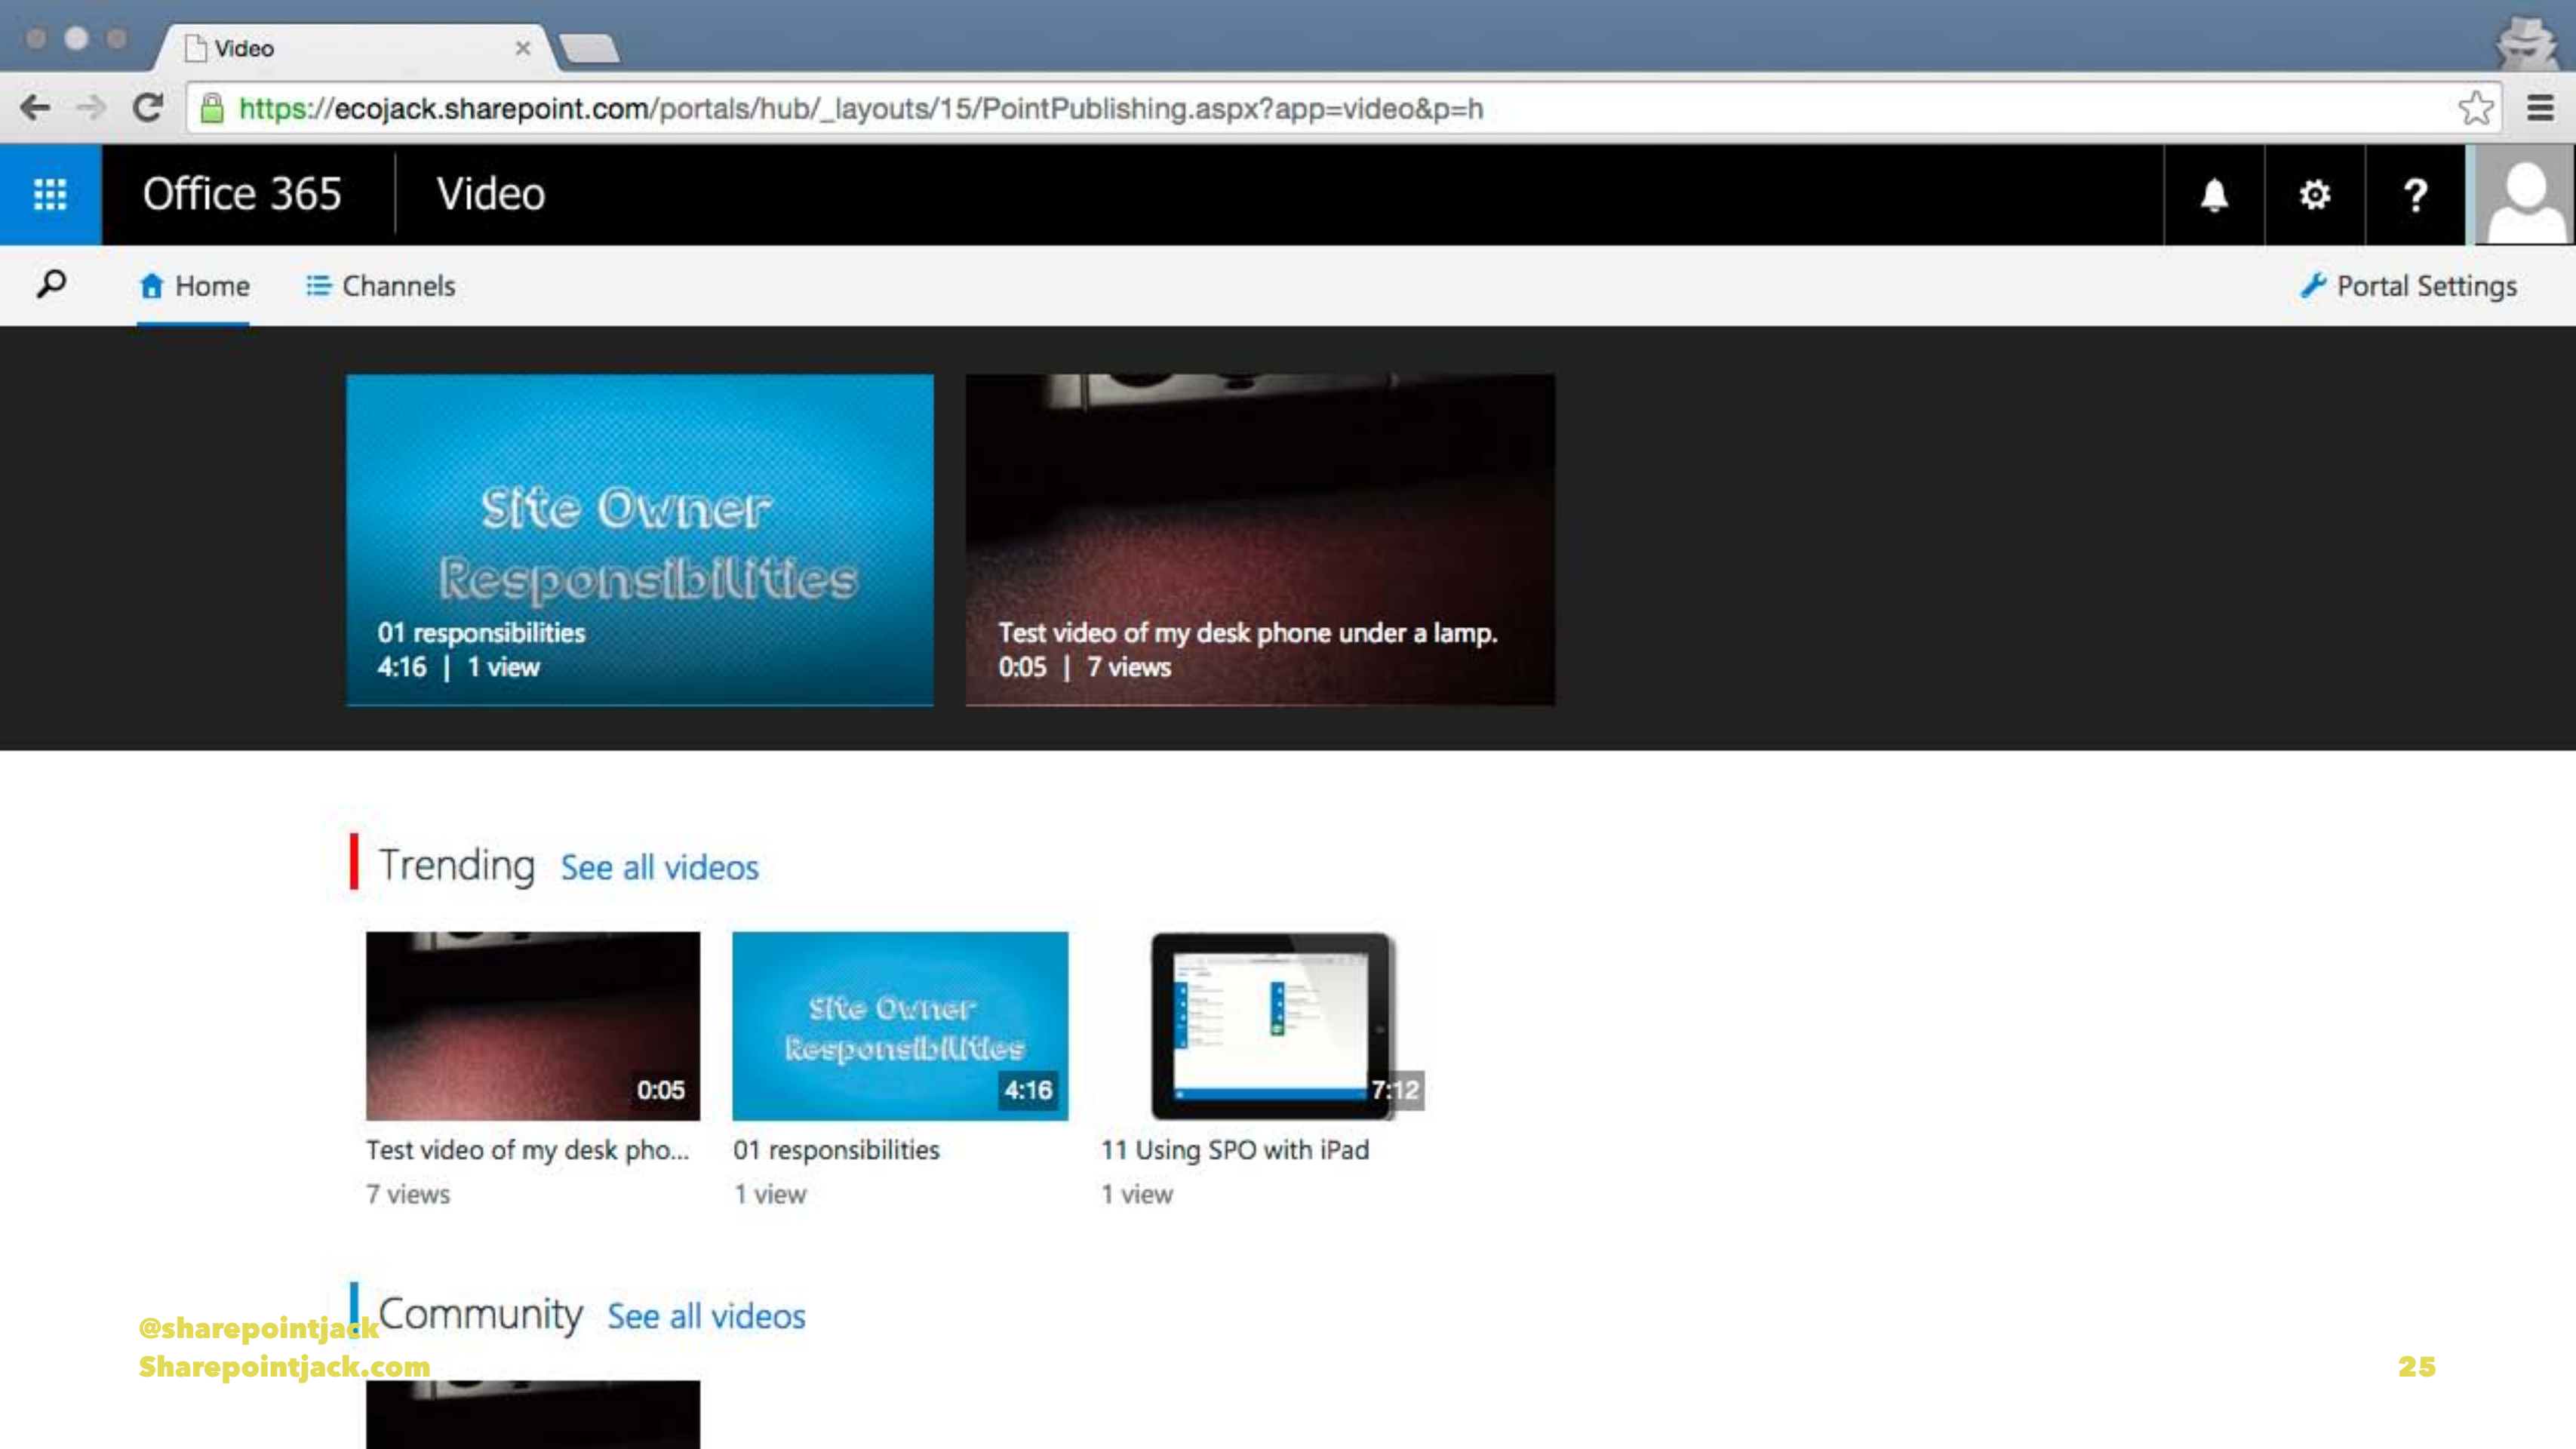 Video
https://ecojack.sharepoint.com/portals/hub/_layouts/15/PointPublishing.aspx?app=video&p=h
Office 365
Video
?
Home
Channels
Portal Settings
Site Owner
Responsibilities
01 responsibilities
4:16 | 1 view
Test video of my desk phone under a lamp.
0:05 | 7 views
Trending See all videos
0:05
Site Owner
Responsibilities
4:16
7:12
Test video of my desk pho...
7 views
01 responsibilities
1 view
11 Using SPO with iPad
1 view
Community See all videos
@sharepointjack
Sharepointjack.com
25